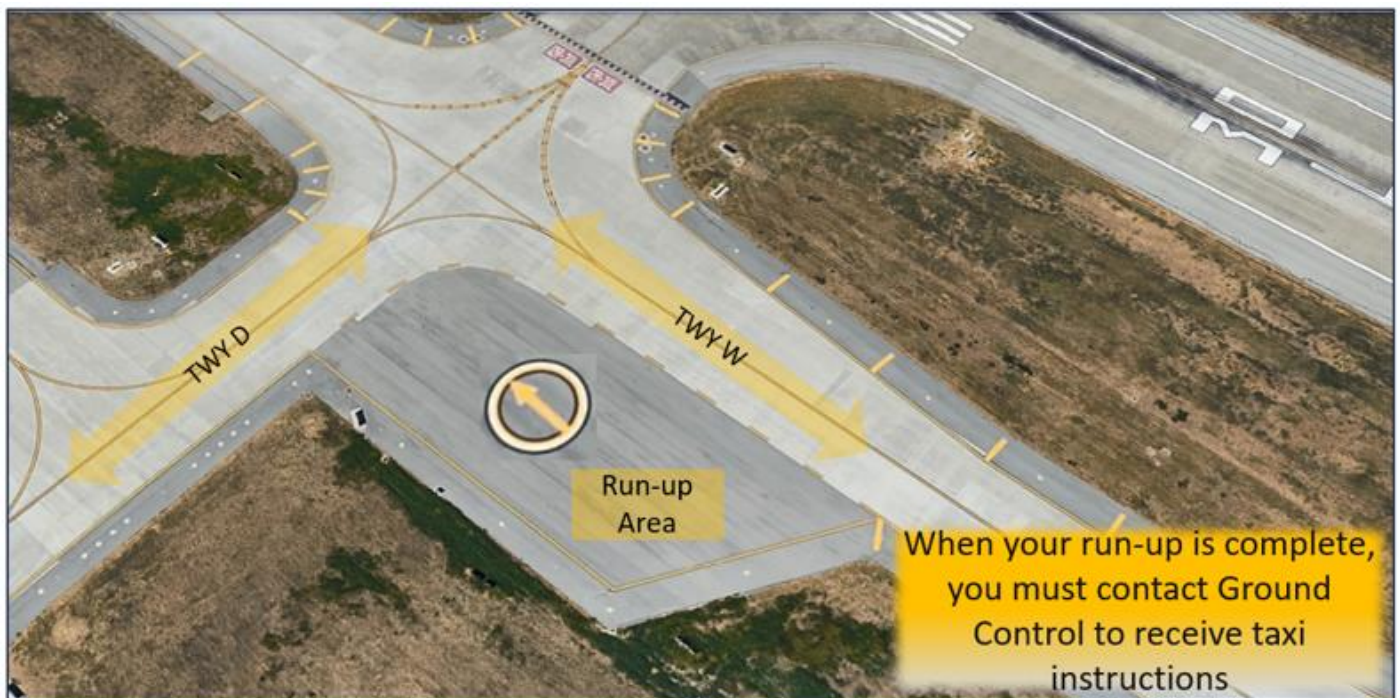 TWY D
TWY W
Run-up
Area
When your run-up is complete,
you must contact Ground
Control to receive taxi
instructions